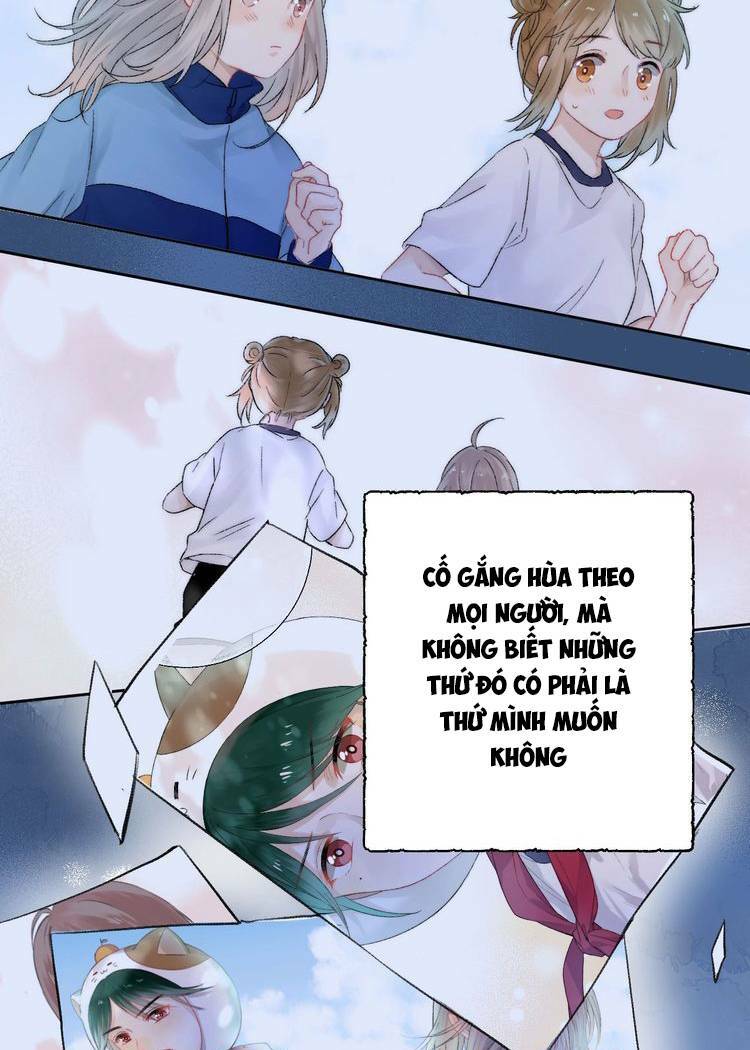 CỐ GẮNG HÙA THEO
MỌI NGƯỜI, MÀ
KHÔNG BIẾT NHỮNG
THỨ ĐÓ CÓ PHẢI LÀ
THỨ MÌNH MUỐN
KHÔNG